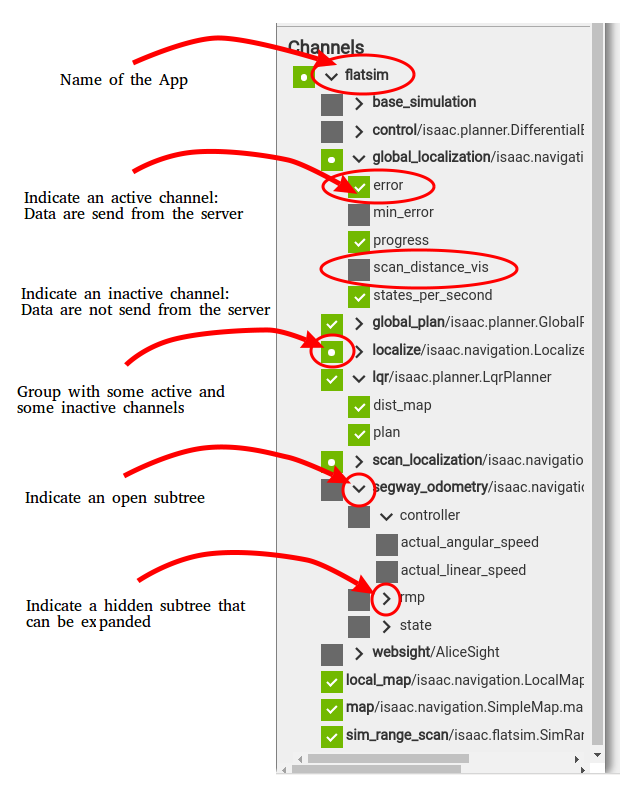 Channels
Name of the App
flatsim
base_simulation
control/isaac.planner.DifferentialB
global_localization/isaac.navigati
Indicate an active channel:
Data are send from the server
error
min_error
progress
scan_distance_vis
Indicate an inactive channel:
Data are not send from the server
states_per_second
global_plan/isaac.planner.GlobalF
localize/isaac.navigation.Localize
lqr/isaac.planner.LqrPlanner
Group with some active and
some inactive channels
dist_map
plan
scan_localization/isaac.navigatio
Indicate an open subtree
segway_odometry/isaac.navigatio
controller
actual_angular_speed
actual_linear_speed
Indicate a hidden subtree that
can be expanded
rmp
state
websight/AliceSight
local_map/isaac.navigation.LocalMap
map/isaac.navigation.SimpleMap.ma
sim_range_scan/isaac.flatsim.SimRan